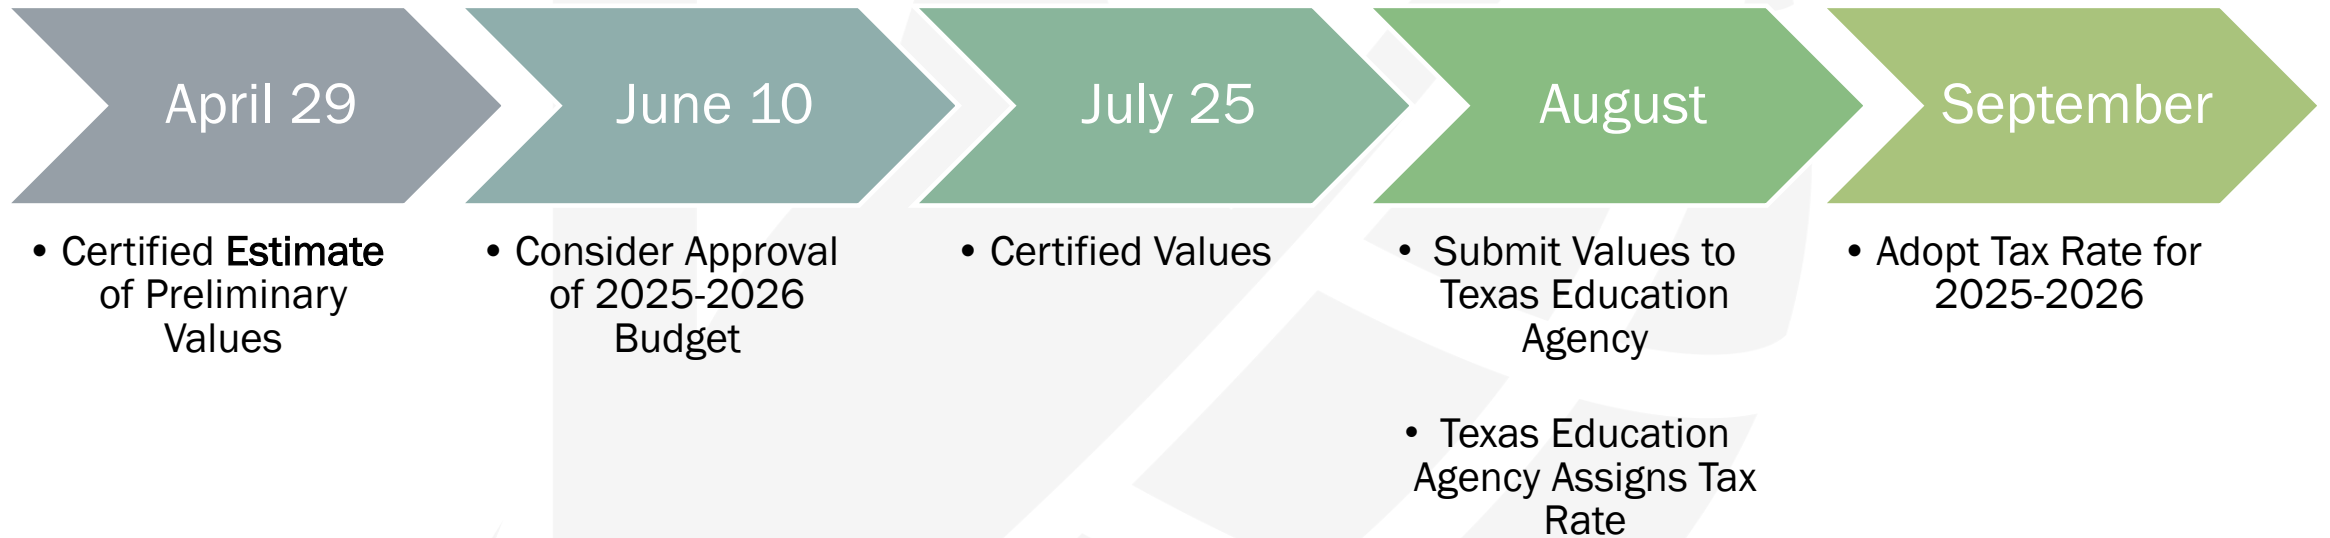 April 29
• Certified Estimate
of Preliminary
Values
June 10
• Consider Approval
of 2025-2026
Budget
July 25
• Certified Values
August
• Submit Values to
Texas Education
Agency
• Texas Education
Agency Assigns Tax
Rate
September
• Adopt Tax Rate for
2025-2026